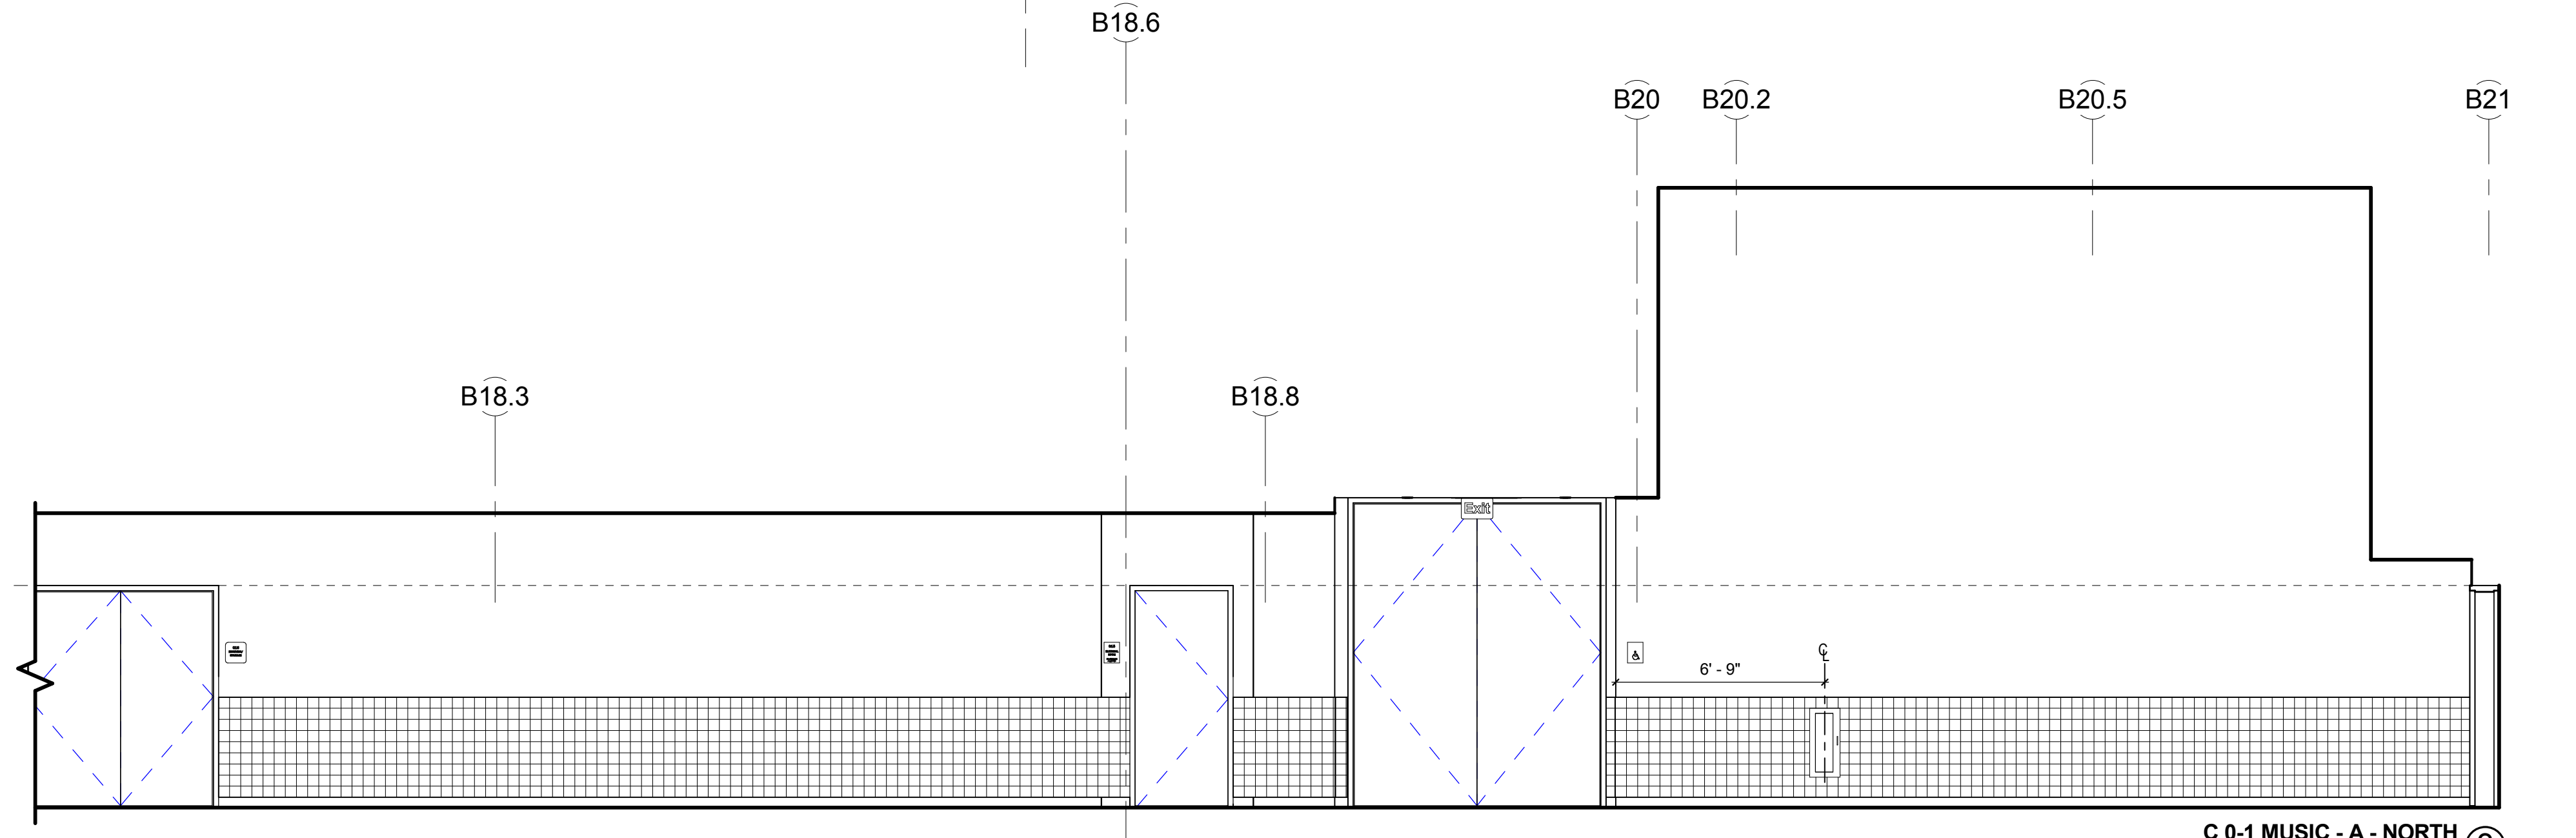 B18.6
B20 B20.2 B20.5 B21
B18.3 B18.8
Exit
6' - 9"
℄
C 0-1 MUSIC - A - NORTH